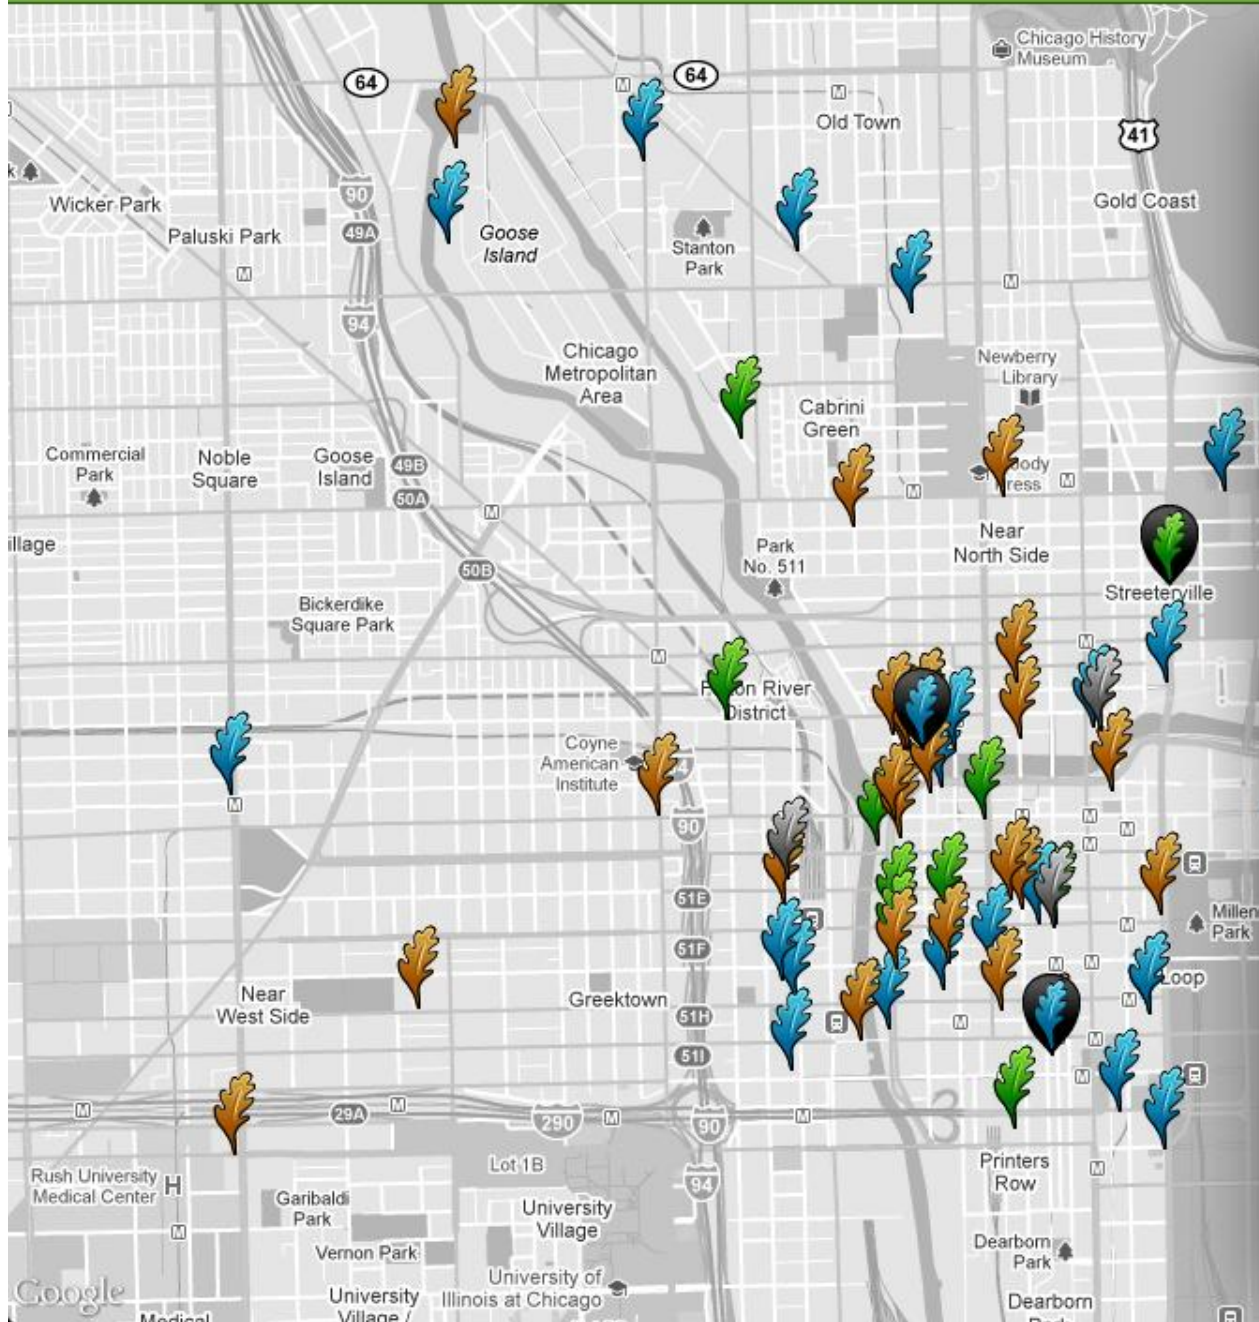 Chicago History
Museum
64
64
Old Town
41
k
Wicker Park
90
Gold Coast
Paluski Park
49A
Goose
Island
Stanton
Park
M
M
M
M
94
Chicago
Metropolitan
Area
Newberry
Library
Cabrini
Green
Commercial
Park
Noble
Square
Goose
Island
49B
50A
oody
ress
M
M
M
illage
Park
No. 511
Near
North Side
50B
Streeterville
Bickerdike
Square Park
M
M
on River
District
Coyne
American
Institute
M
90
M
M
M
M
51E
Millen
Park
51F
M
Loop
Near
West Side
Greektown
M
M
M
51H
M
51I
M
M
M
29A
M
290
M
90
M
Rush University
Medical Center
H
Lot 1B
Printers
Row
M
94
Garibaldi
Park
University
Village
M
Vernon Park
Dearborn
Park
Google
University
Village /
University of
Illinois at Chicago
Dearborn
Medical